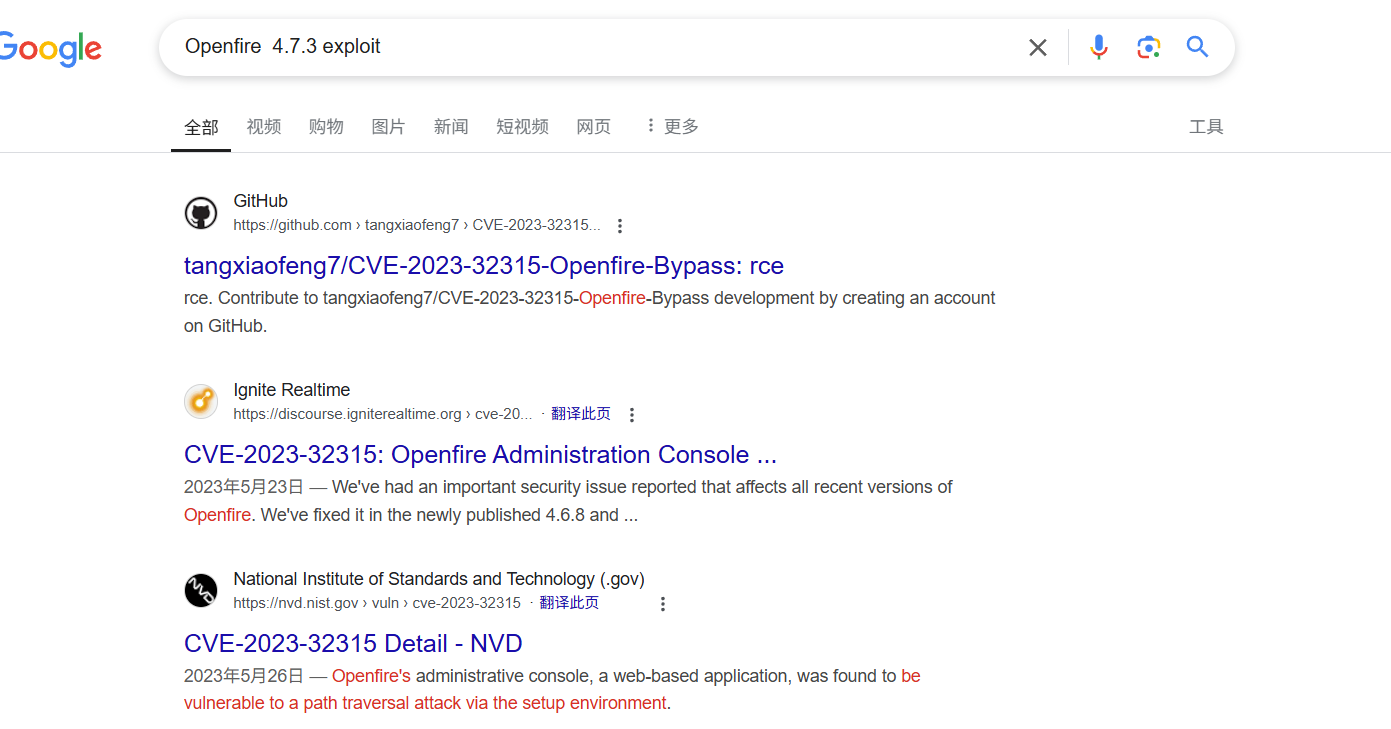 Google
Openfire  4.7.3 exploit
全部 视频 购物 图片 新闻 短视频 网页 更多 工具
GitHub
https://github.com › tangxiaofeng7 › CVE-2023-32315...
tangxiaofeng7/CVE-2023-32315-Openfire-Bypass: rce
rce. Contribute to tangxiaofeng7/CVE-2023-32315-Openfire-Bypass development by creating an account
on GitHub.
Ignite Realtime
https://discourse.igniterealtime.org › cve-20... · 翻译此页
CVE-2023-32315: Openfire Administration Console ...
2023年5月23日 — We've had an important security issue reported that affects all recent versions of
Openfire. We've fixed it in the newly published 4.6.8 and ...
NVD
National Institute of Standards and Technology (.gov)
https://nvd.nist.gov › vuln › cve-2023-32315 · 翻译此页
CVE-2023-32315 Detail - NVD
2023年5月26日 — Openfire's administrative console, a web-based application, was found to be
vulnerable to a path traversal attack via the setup environment.